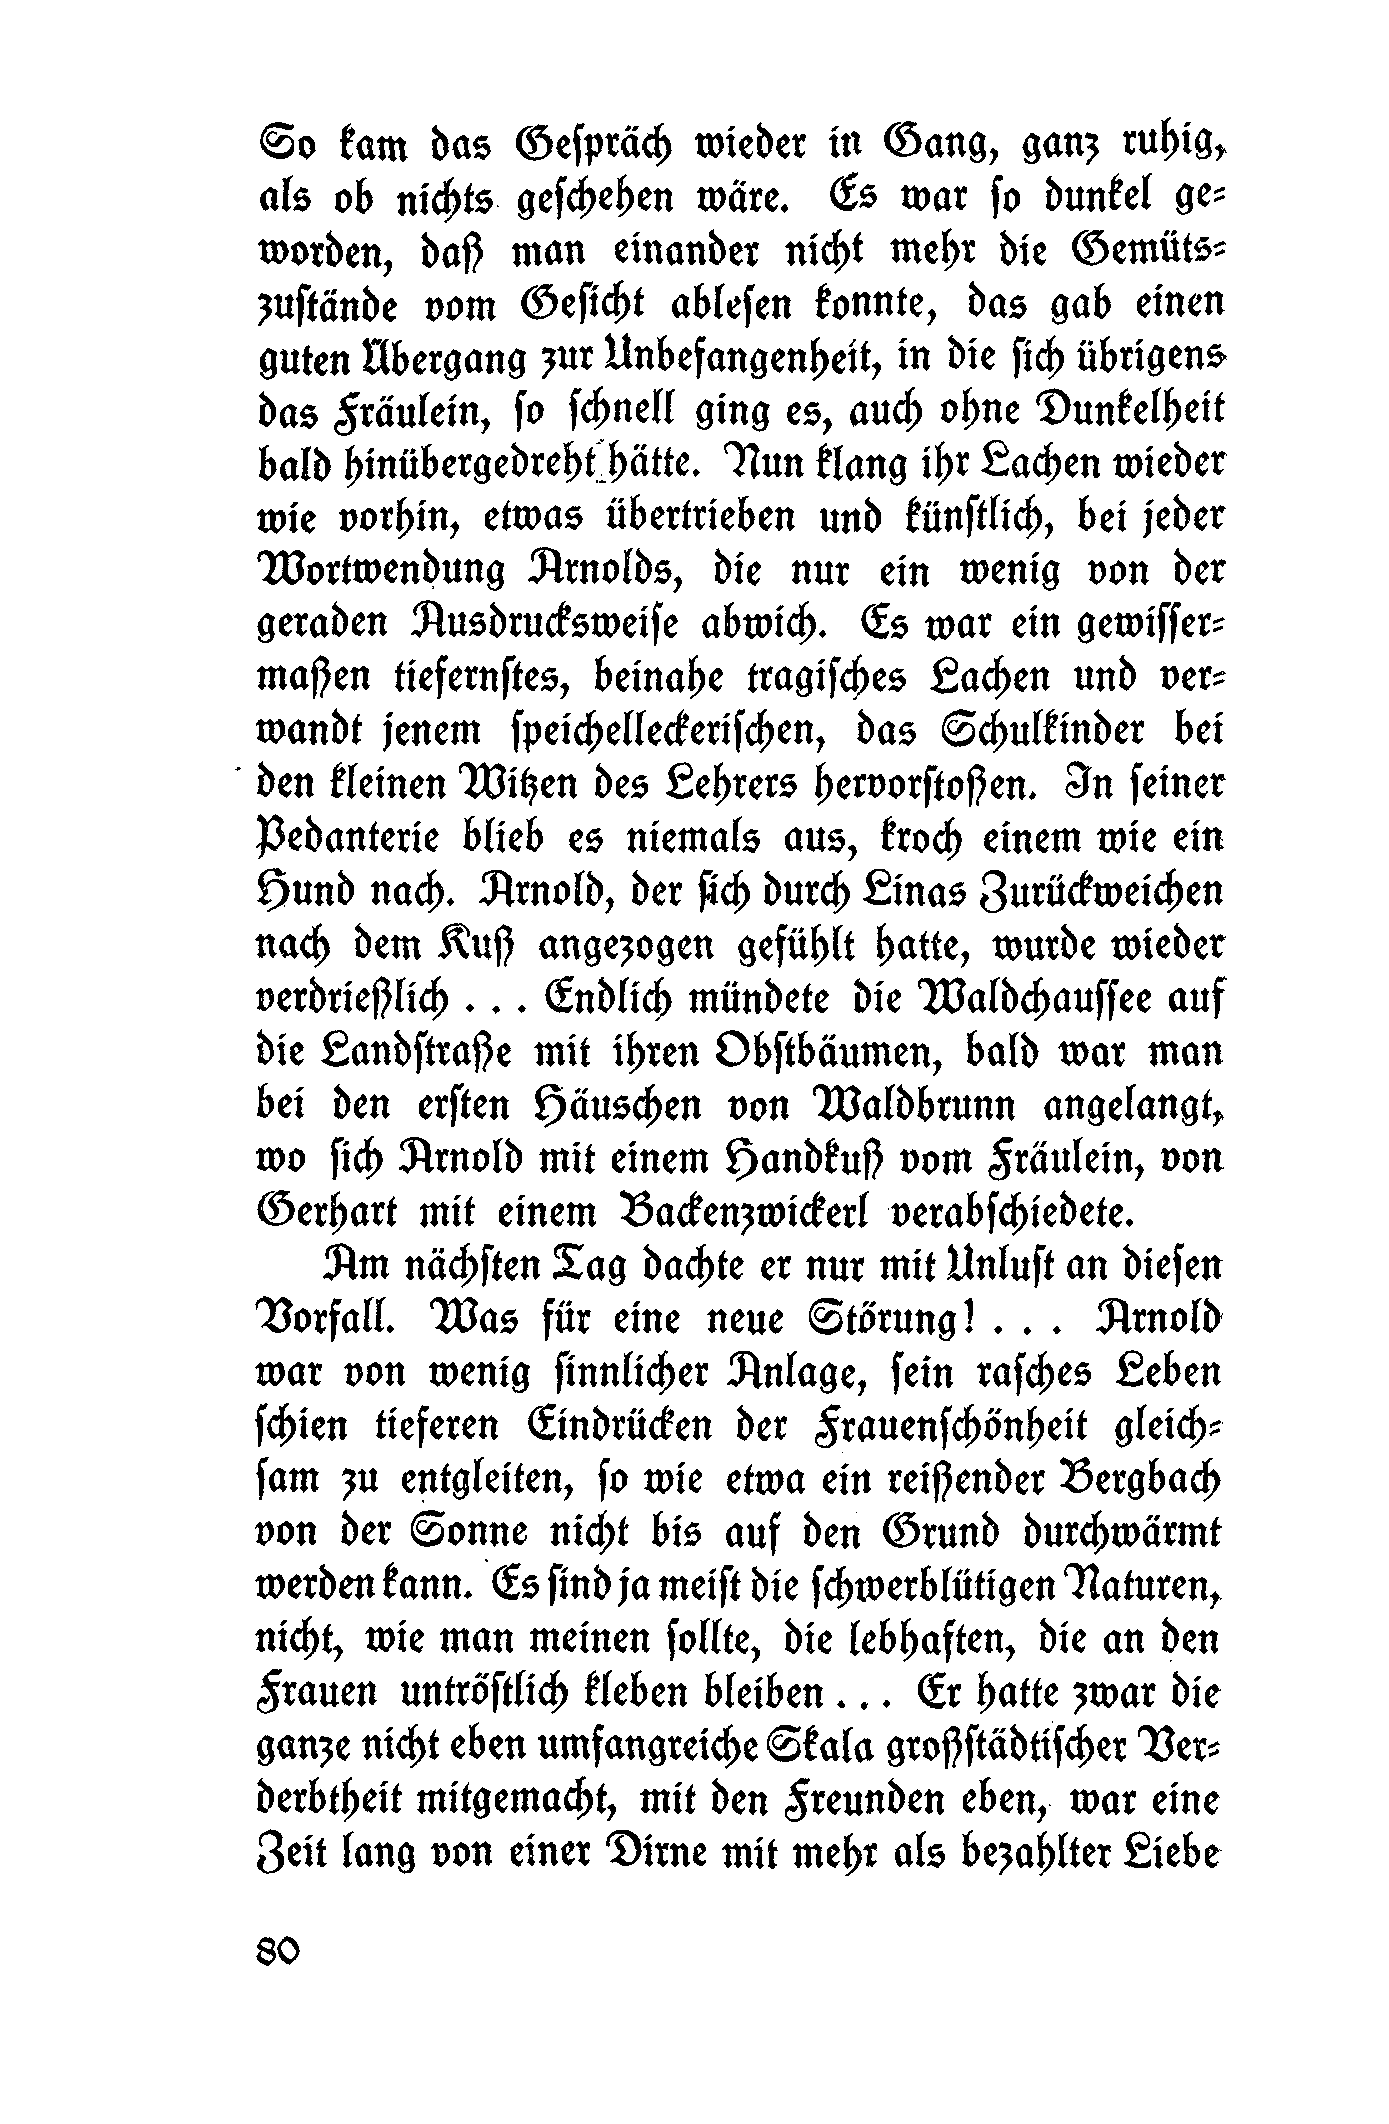 So kam das Gespräch wieder in Gang, ganz ruhig,
als ob nichts geschehen wäre. Es war so dunkel ge-
worden, daß man einander nicht mehr die Gemüts-
zustände vom Gesicht ablesen konnte, das gab einen
guten Übergang zur Unbefangenheit, in die sich übrigens
das Fräulein, so schnell ging es, auch ohne Dunkelheit
bald hinübergedreht hätte. Nun klang ihr Lachen wieder
wie vorhin, etwas übertrieben und künstlich, bei jeder
Wortwendung Arnolds, die nur ein wenig von der
geraden Ausdrucksweise abwich. Es war ein gewisser-
maßen tiefernstes, beinahe tragisches Lachen und ver-
wandt jenem speichelleckerischen, das Schulkinder bei
den kleinen Witzen des Lehrers hervorstoßen. In seiner
Pedanterie blieb es niemals aus, kroch einem wie ein
Hund nach. Arnold, der sich durch Linas Zurückweichen
nach dem Kuß angezogen gefühlt hatte, wurde wieder
verdrießlich . . . Endlich mündete die Waldchaussee auf
die Landstraße mit ihren Obstbäumen, bald war man
bei den ersten Häuschen von Waldbrunn angelangt,
wo sich Arnold mit einem Handkuß vom Fräulein, von
Gerhart mit einem Backenzwickerl verabschiedete.
Am nächsten Tag dachte er nur mit Unlust an diesen
Vorfall. Was für eine neue Störung! . . . Arnold
war von wenig sinnlicher Anlage, sein rasches Leben
schien tieferen Eindrücken der Frauenschönheit gleich-
sam zu entgleiten, so wie etwa ein reißender Bergbach
von der Sonne nicht bis auf den Grund durchwärmt
werden kann. Es sind ja meist die schwerblütigen Naturen,
nicht, wie man meinen sollte, die lebhaften, die an den
Frauen untröstlich kleben bleiben . . . Er hatte zwar die
ganze nicht eben umfangreiche Skala großstädtischer Ver-
derbtheit mitgemacht, mit den Freunden eben, war eine
Zeit lang von einer Dirne mit mehr als bezahlter Liebe
80